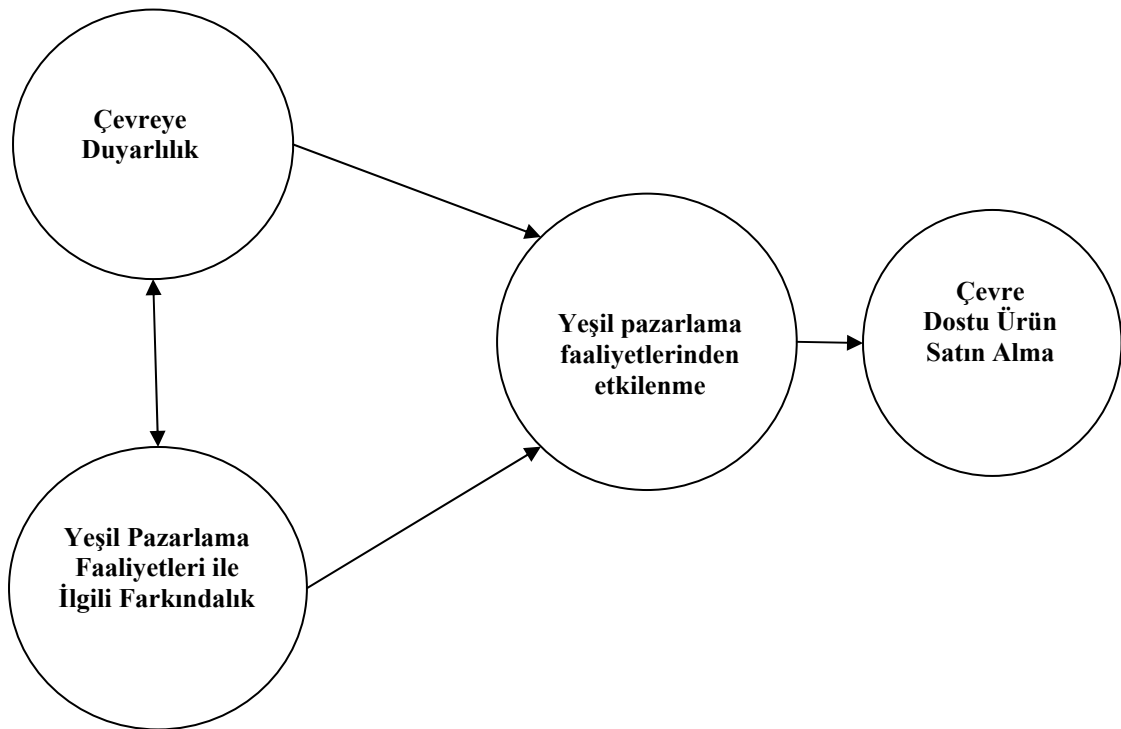 Çevreye
Duyarlılık
Yeşil pazarlama
faaliyetlerinden
etkilenme
Çevre
Dostu Ürün
Satın Alma
Yeşil Pazarlama
Faaliyetleri ile
İlgili Farkındalık